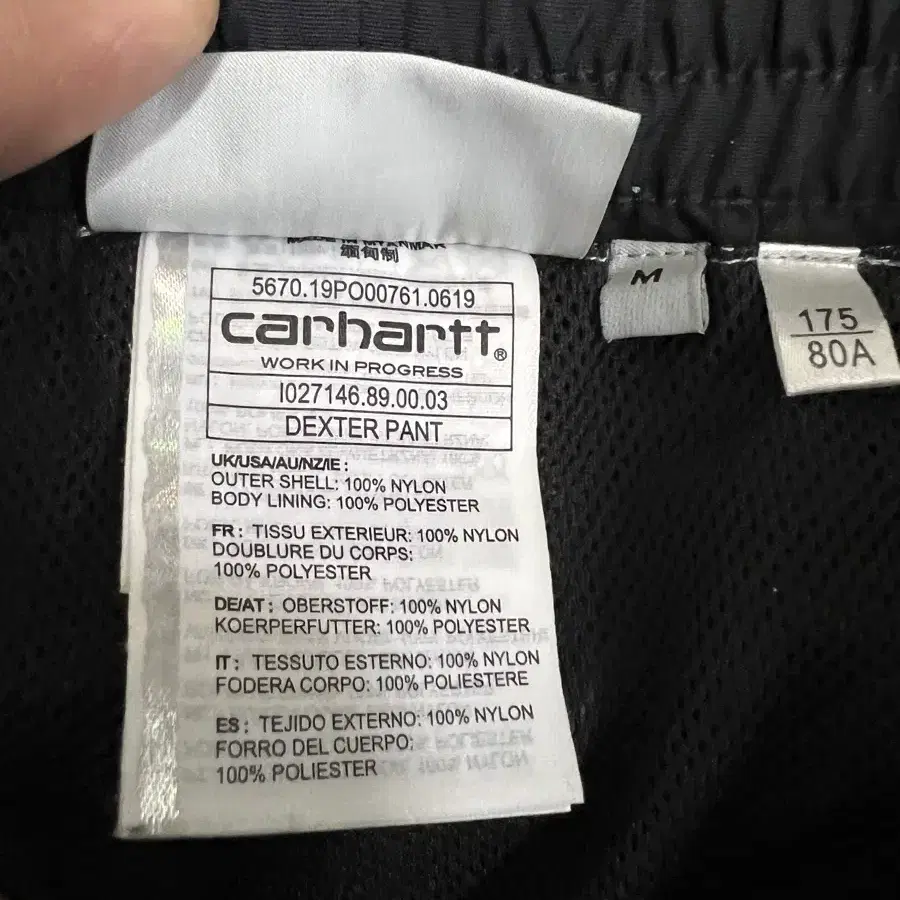 MADE IN MYANMAR
缅甸制
5670.19PO00761.0619
carhartt®
WORK IN PROGRESS
I027146.89.00.03
DEXTER PANT
UK/USA/AU/NZ/IE :
OUTER SHELL: 100% NYLON
BODY LINING: 100% POLYESTER
FR : TISSU EXTERIEUR: 100% NYLON
DOUBLURE DU CORPS:
100% POLYESTER
DE/AT : OBERSTOFF: 100% NYLON
KOERPERFUTTER: 100% POLYESTER
IT : TESSUTO ESTERNO: 100% NYLON
FODERA CORPO: 100% POLIESTERE
ES : TEJIDO EXTERNO: 100% NYLON
FORRO DEL CUERPO:
100% POLIESTER
M
175
80A